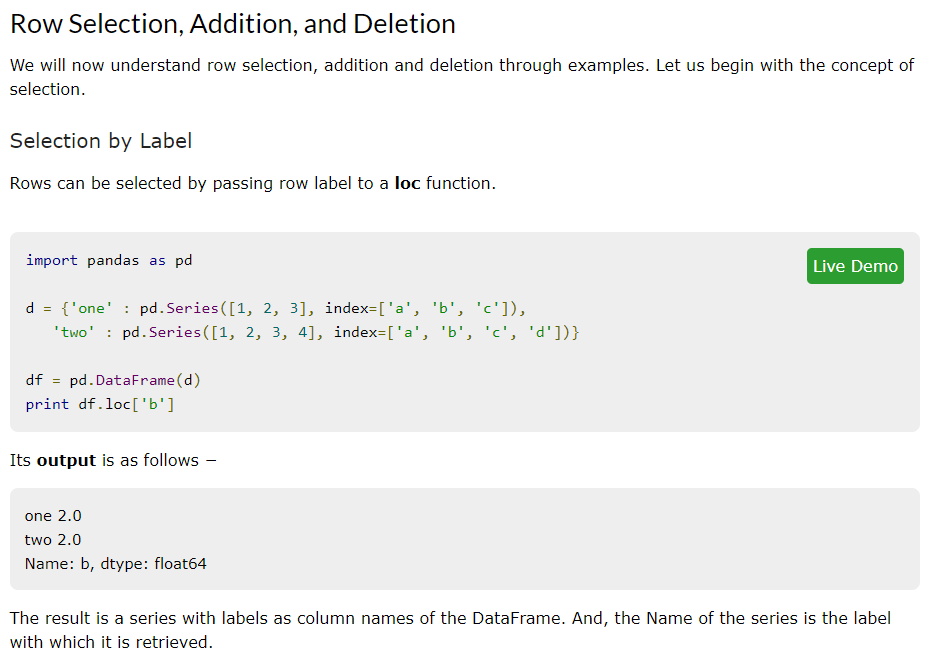 Row Selection, Addition, and Deletion
We will now understand row selection, addition and deletion through examples. Let us begin with the concept of
selection.
Selection by Label
Rows can be selected by passing row label to a loc function.
import pandas as pd
Live Demo
d = {'one' : pd.Series([1, 2, 3], index=['a', 'b', 'c']),
   'two' : pd.Series([1, 2, 3, 4], index=['a', 'b', 'c', 'd'])}
df = pd.DataFrame(d)
print df.loc['b']
Its output is as follows −
one 2.0
two 2.0
Name: b, dtype: float64
The result is a series with labels as column names of the DataFrame. And, the Name of the series is the label
with which it is retrieved.